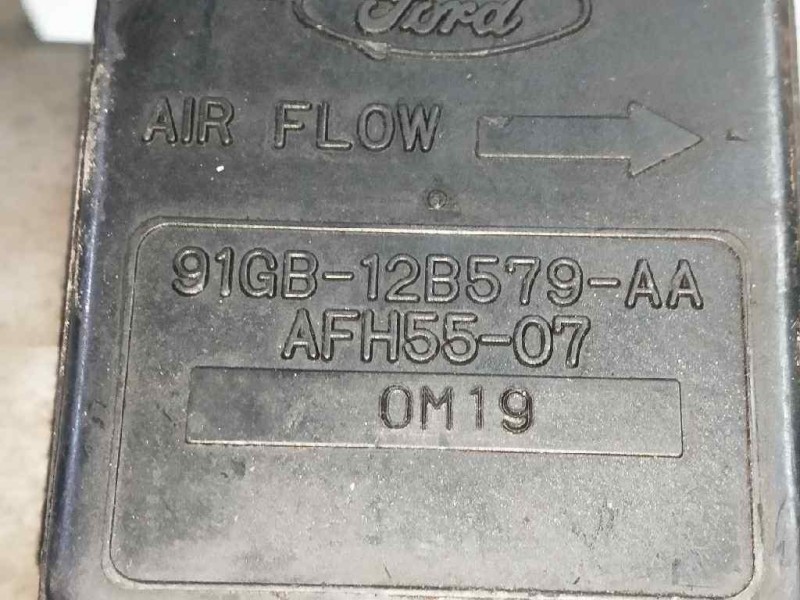 Ford
AIR FLOW
91GB-12B579-AA
AFH55-07
0M19